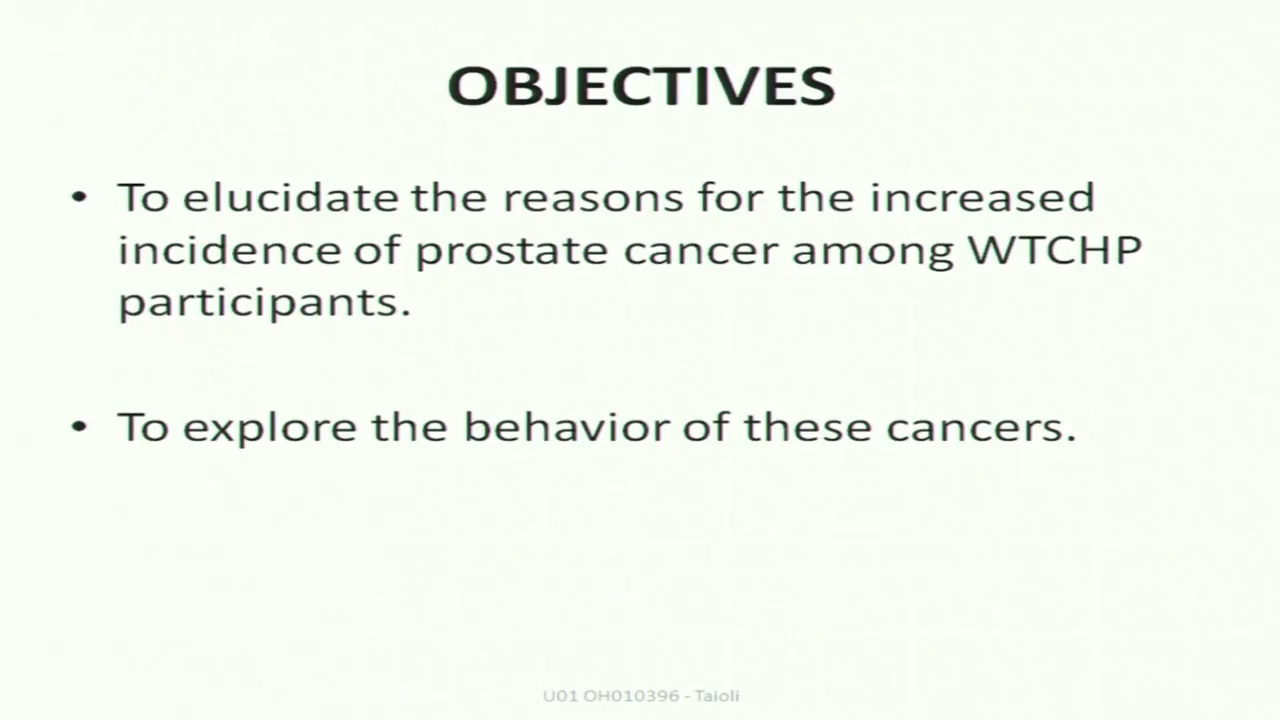 OBJECTIVES
• To elucidate the reasons for the increased
incidence of prostate cancer among WTCHP
participants.
• To explore the behavior of these cancers.
U01 OH010396 - Taioli